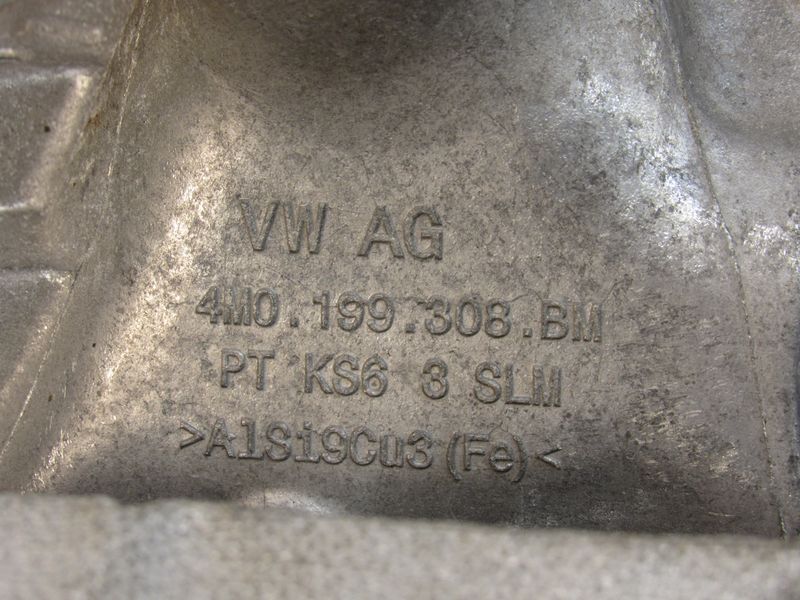 VW AG
4M0.199.308.BM
PT KS6 3 SLM
>AlSi9Cu3(Fe)<